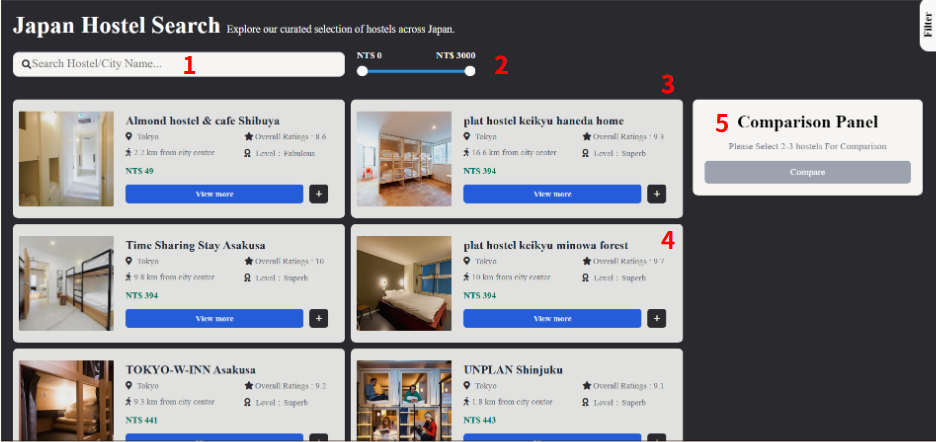 Japan Hostel Search Explore our curated selection of hostels across Japan.
Filter
Search Hostel/City Name... 1
NT$ 0 NT$ 3000 2
3
Almond hostel & cafe Shibuya
Tokyo Overall Ratings : 8.6
2.2 km from city center Level : Fabulous
NT$ 49
View more +
plat hostel keikyu haneda home
Tokyo Overall Ratings : 9.3
16.6 km from city center Level : Superb
NT$ 394
View more +
5 Comparison Panel
Please Select 2-3 hostels For Comparison
Compare
Time Sharing Stay Asakusa
Tokyo Overall Ratings : 10
9.8 km from city center Level : Superb
NT$ 394
View more +
plat hostel keikyu minowa forest 4
Tokyo Overall Ratings : 9.7
10 km from city center Level : Superb
NT$ 394
View more +
TOKYO-W-INN Asakusa
Tokyo Overall Ratings : 9.2
9.3 km from city center Level : Superb
NT$ 441
View more +
UNPLAN Shinjuku
Tokyo Overall Ratings : 9.1
1.8 km from city center Level : Superb
NT$ 443
View more +